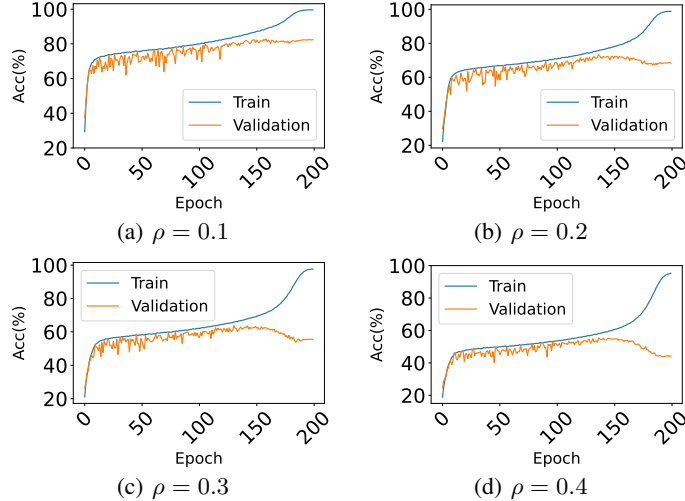 100
80
60
40
20
Acc(%)
Train
Validation
0
50
100
150
200
Epoch
(a) ρ = 0.1
100
80
60
40
20
Acc(%)
Train
Validation
0
50
100
150
200
Epoch
(b) ρ = 0.2
100
80
60
40
20
Acc(%)
Train
Validation
0
50
100
150
200
Epoch
(c) ρ = 0.3
100
80
60
40
20
Acc(%)
Train
Validation
0
50
100
150
200
Epoch
(d) ρ = 0.4